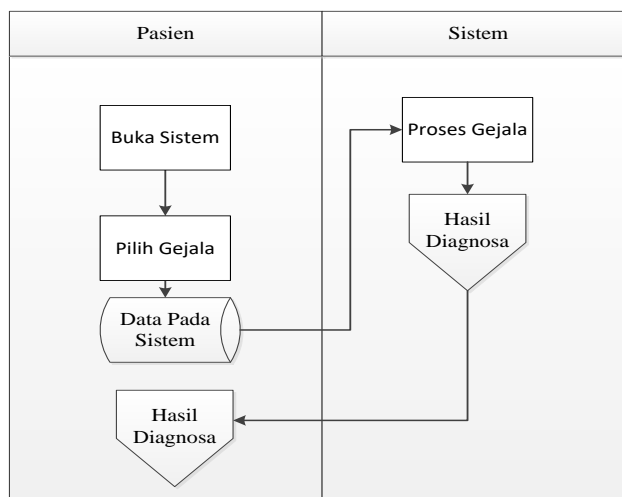 Pasien
Sistem
Buka Sistem
Pilih Gejala
Data Pada
Sistem
Proses Gejala
Hasil
Diagnosa
Hasil
Diagnosa